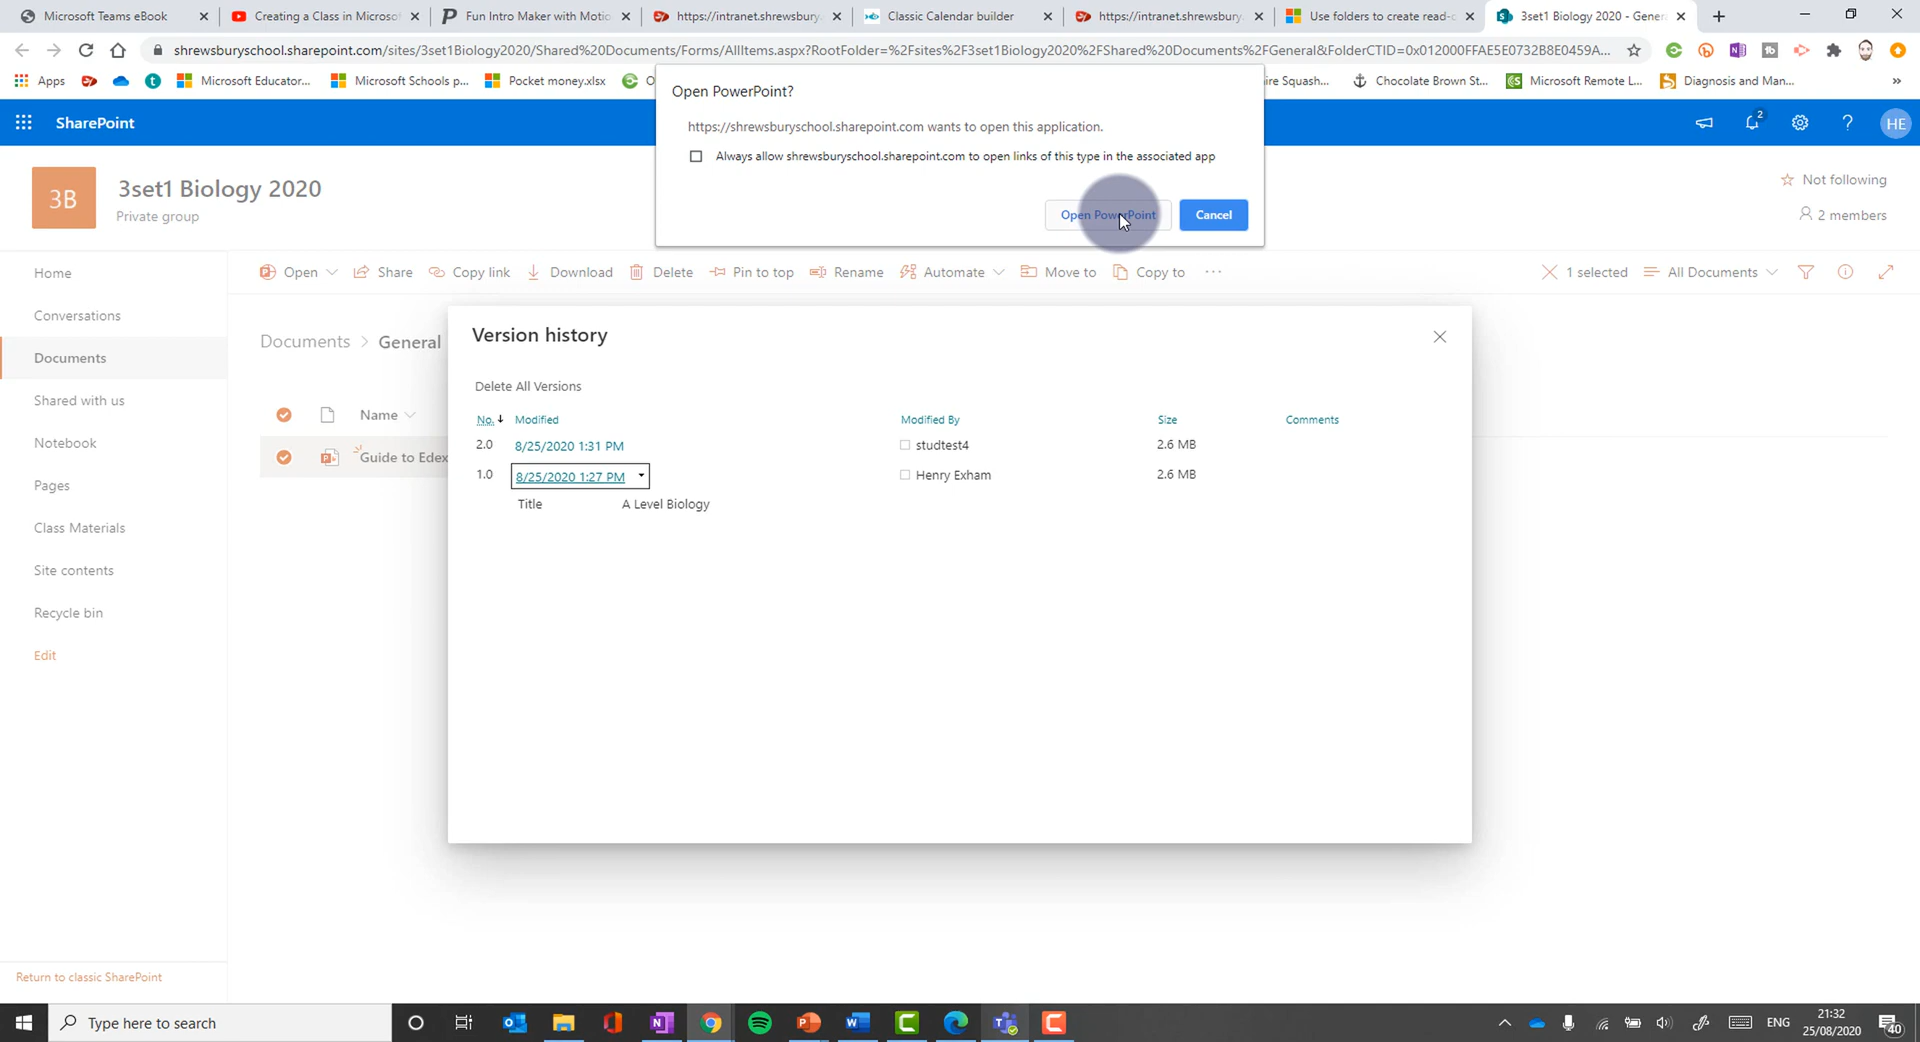 Microsoft Teams eBook
Creating a Class in Microsof
Fun Intro Maker with Motio
https://intranet.shrewsbury.
Classic Calendar builder
https://intranet.shrewsbury.
Use folders to create read-o
3set1 Biology 2020 - Gener
shrewsburyschool.sharepoint.com/sites/3set1Biology2020/Shared%20Documents/Forms/AllItems.aspx?RootFolder=%2Fsites%2F3set1Biology2020%2FShared%20Documents%2FGeneral&FolderCTID=0x012000FFAE5E0732B8E0459A...
Apps
Microsoft Educator...
Microsoft Schools p...
Pocket money.xlsx
ire Squash...
Chocolate Brown St...
Microsoft Remote L...
Diagnosis and Man...
»
Open PowerPoint?
https://shrewsburyschool.sharepoint.com wants to open this application.
Always allow shrewsburyschool.sharepoint.com to open links of this type in the associated app
Open PowerPoint
Cancel
SharePoint
2
?
HE
3B
3set1 Biology 2020
Private group
Not following
2 members
Open
Share
Copy link
Download
Delete
Pin to top
Rename
Automate
Move to
Copy to
...
1 selected
All Documents
Home
Conversations
Documents
Shared with us
Notebook
Pages
Class Materials
Site contents
Recycle bin
Edit
Return to classic SharePoint
Documents > General
Name
Guide to Edex
Version history
Delete All Versions
No.
Modified
Modified By
Size
Comments
2.0
8/25/2020 1:31 PM
studtest4
2.6 MB
1.0
8/25/2020 1:27 PM
Henry Exham
2.6 MB
Title
A Level Biology
Type here to search
ENG
21:32
25/08/2020
40